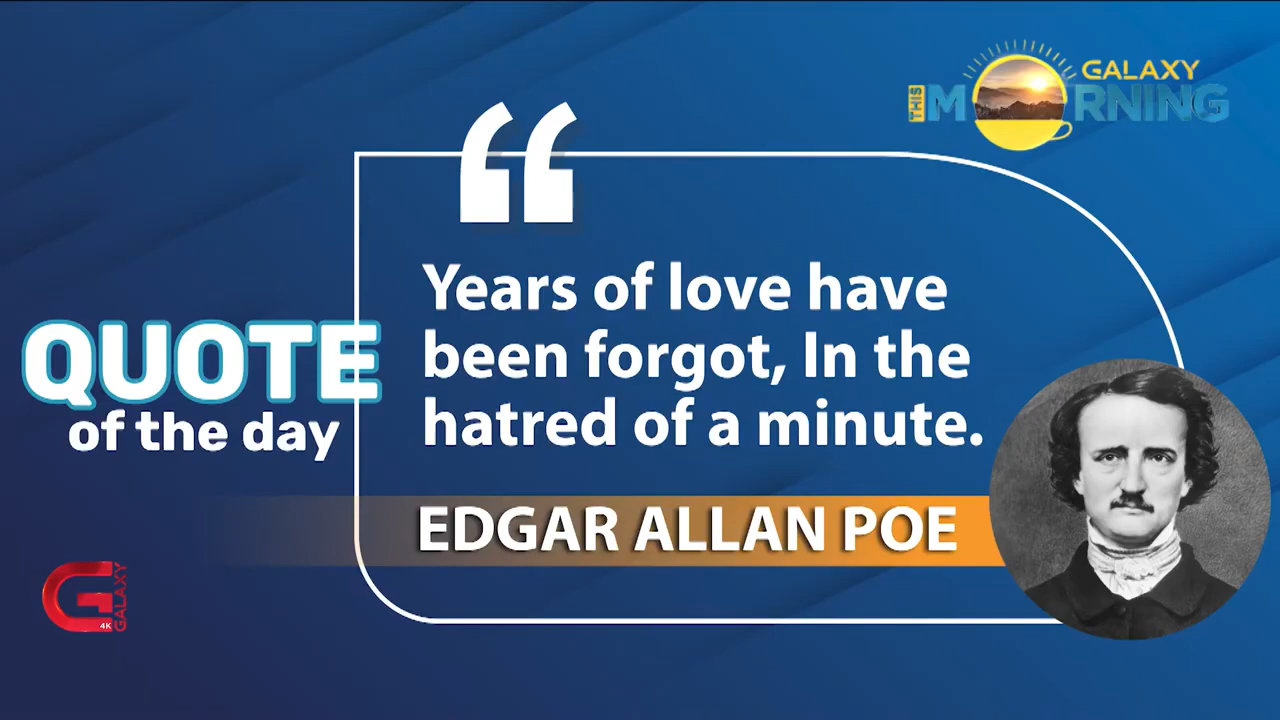 GALAXY
THIS MORNING
“
Years of love have
been forgot, In the
hatred of a minute.
QUOTE
of the day
EDGAR ALLAN POE
G
4K
GALAXY